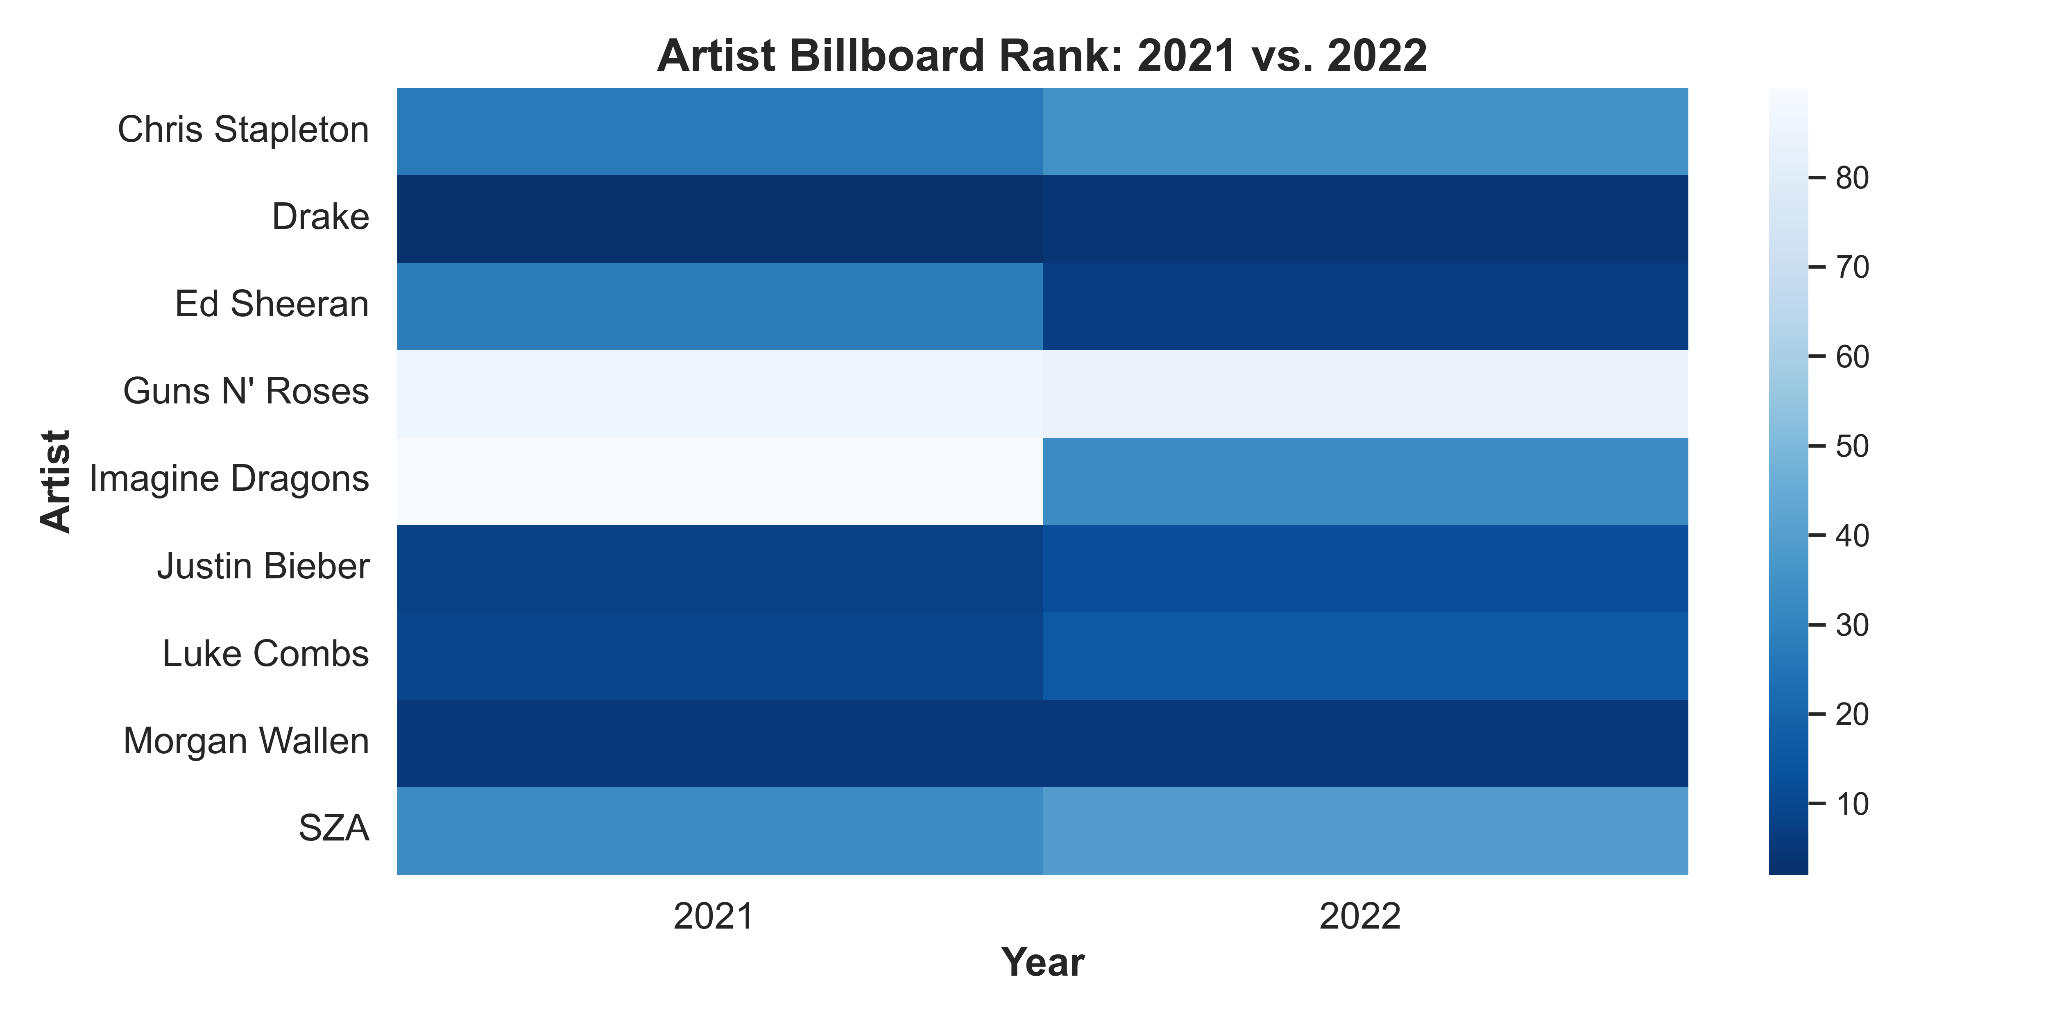 Artist Billboard Rank: 2021 vs. 2022
Chris Stapleton
Drake
Ed Sheeran
Guns N' Roses
Imagine Dragons
Justin Bieber
Luke Combs
Morgan Wallen
SZA
Artist
2021
2022
Year
80
70
60
50
40
30
20
10